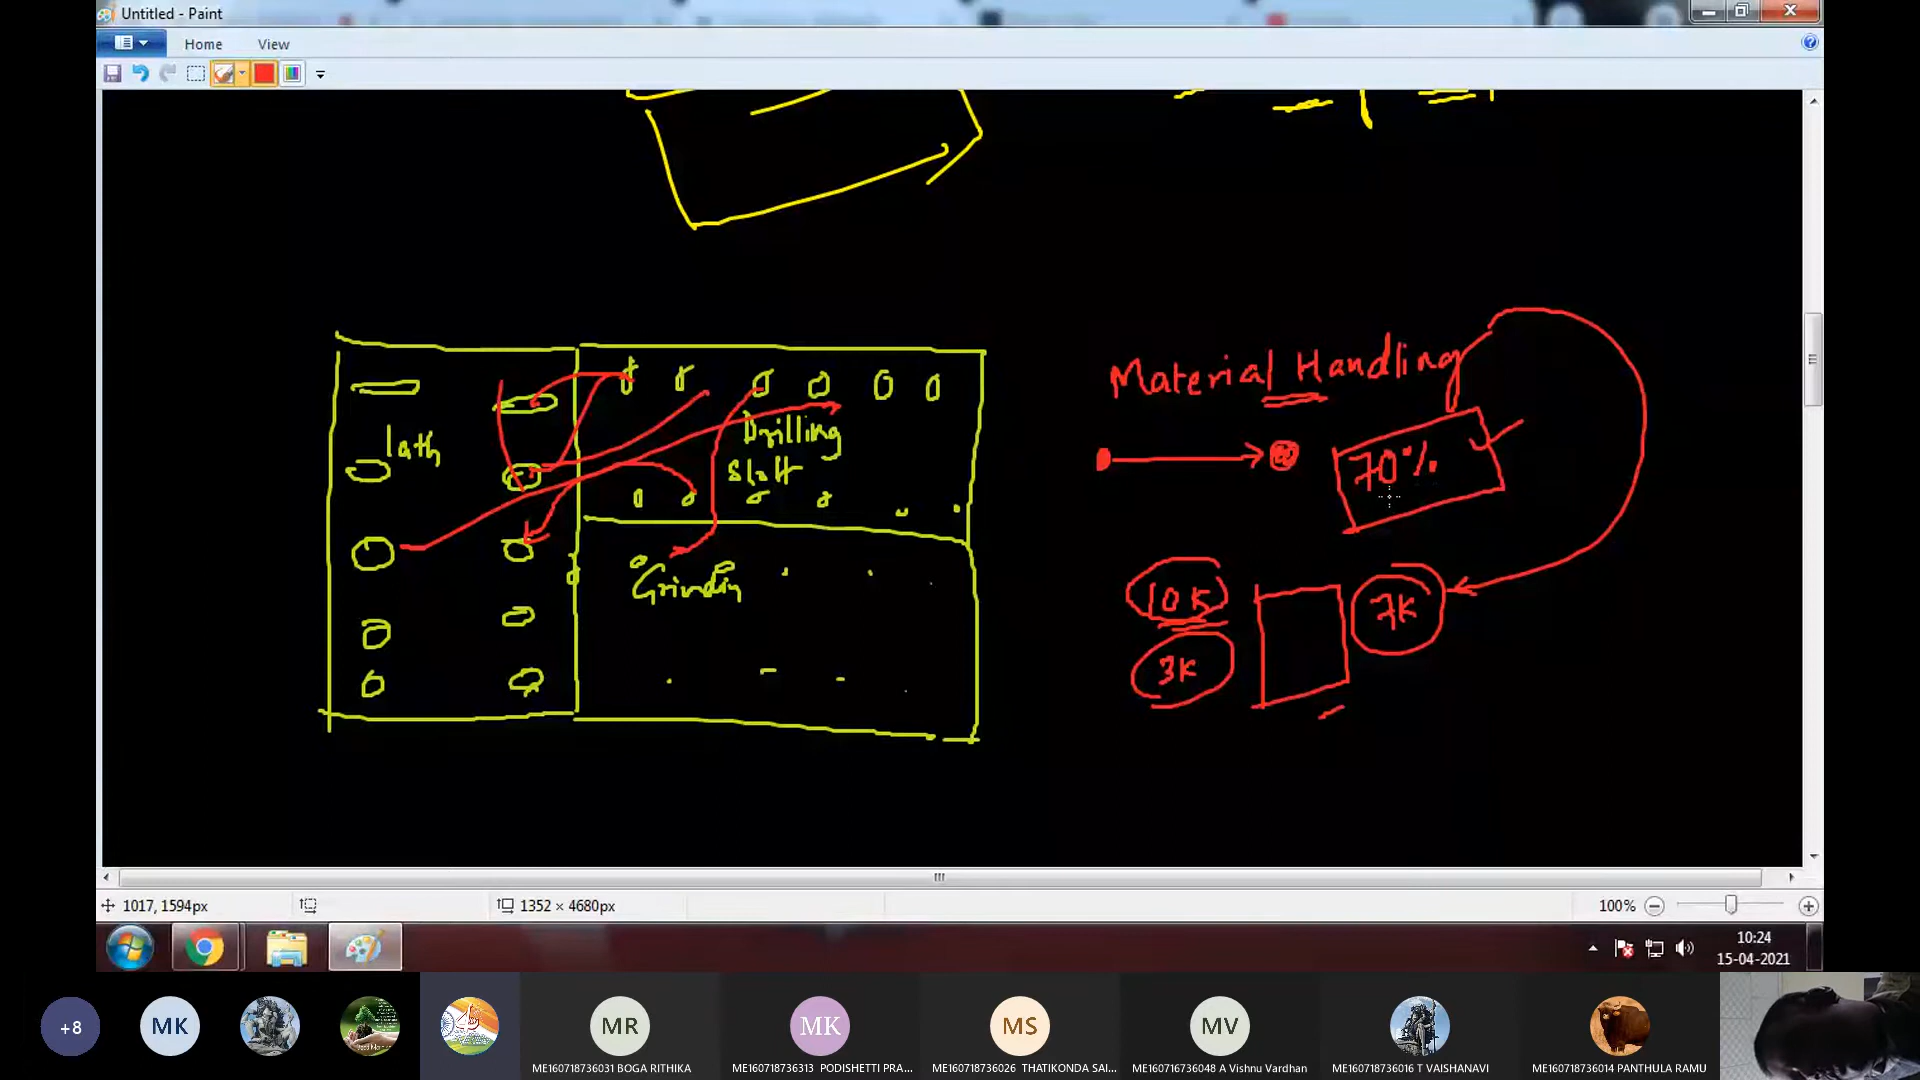 Untitled - Paint
Home View
Material Handling
lath
Drilling
Slott
70%
Grindin
10K
7K
3K
1017, 1594px
1352 × 4680px
100%
10:24
15-04-2021
+8
MK
MR
MK
MS
MV
ME160718736031 BOGA RITHIKA
ME160718736313 PODISHETTI PRA...
ME160718736026 THATIKONDA SAI...
ME160716736048 A Vishnu Vardhan
ME160718736016 T VAISHANAVI
ME160718736014 PANTHULA RAMU